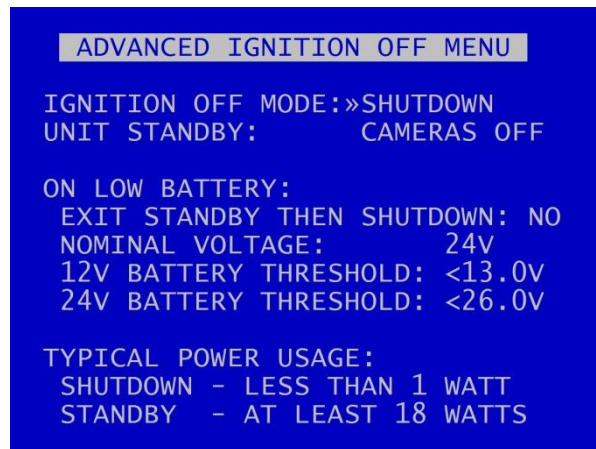 ADVANCED IGNITION OFF MENU
IGNITION OFF MODE:»SHUTDOWN
UNIT STANDBY: CAMERAS OFF
ON LOW BATTERY:
EXIT STANDBY THEN SHUTDOWN: NO
NOMINAL VOLTAGE: 24V
12V BATTERY THRESHOLD: <13.0V
24V BATTERY THRESHOLD: <26.0V
TYPICAL POWER USAGE:
SHUTDOWN – LESS THAN 1 WATT
STANDBY – AT LEAST 18 WATTS